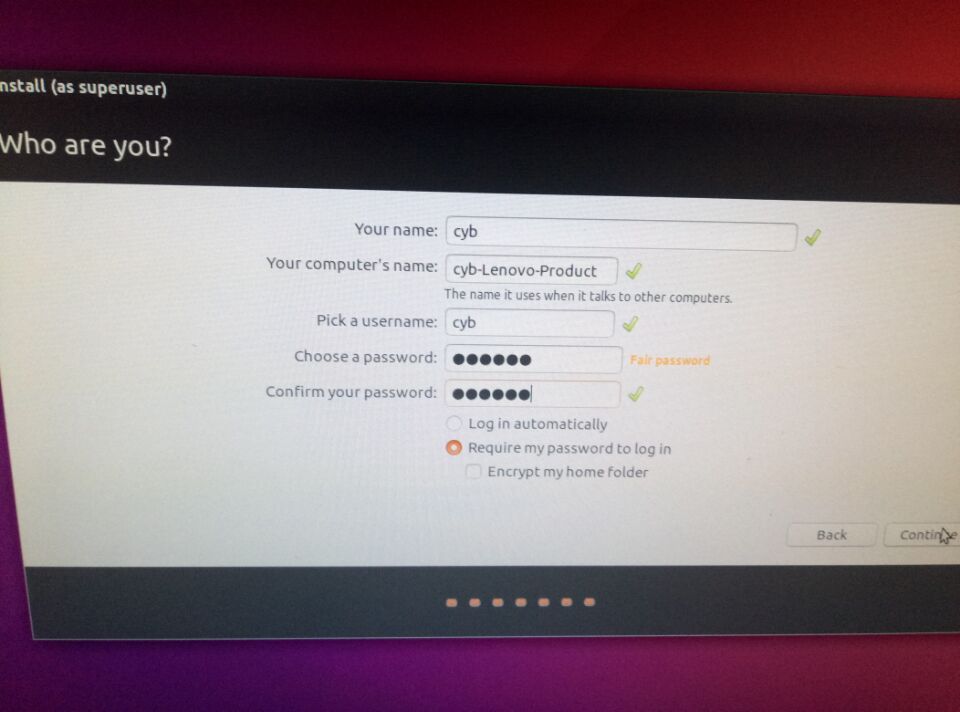 nstall (as superuser)
Who are you?
Your name: cyb
Your computer's name: cyb-Lenovo-Product
The name it uses when it talks to other computers.
Pick a username: cyb
Choose a password: ●●●●●● Fair password
Confirm your password: ●●●●●●
Log in automatically
Require my password to log in
Encrypt my home folder
Back Continue